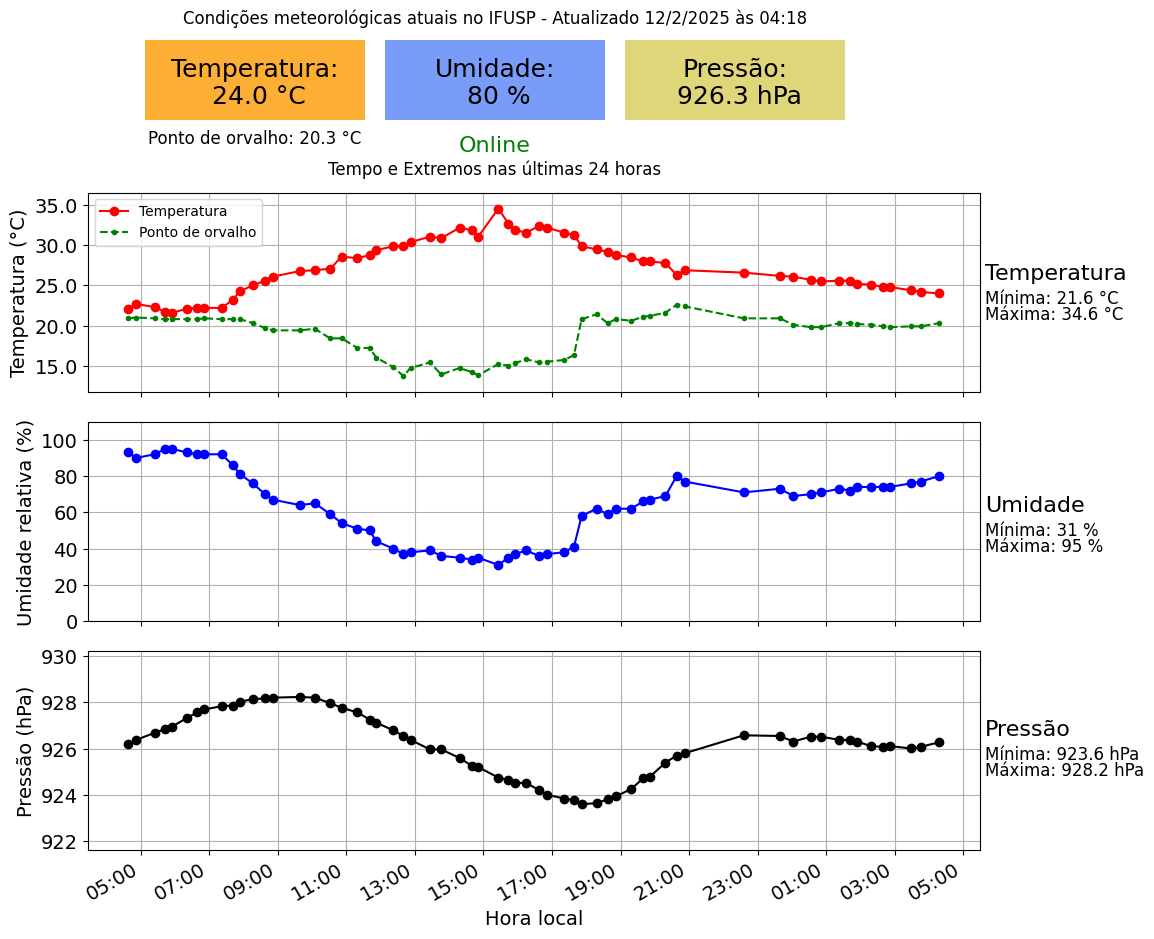 Condições meteorológicas atuais no IFUSP - Atualizado 12/2/2025 às 04:18
Temperatura:
24.0 °C
Umidade:
80 %
Pressão:
926.3 hPa
Ponto de orvalho: 20.3 °C
Online
Tempo e Extremos nas últimas 24 horas
Temperatura (°C)
35.0
30.0
25.0
20.0
15.0
Temperatura
Ponto de orvalho
Temperatura
Mínima: 21.6 °C
Máxima: 34.6 °C
Umidade relativa (%)
100
80
60
40
20
0
Umidade
Mínima: 31 %
Máxima: 95 %
Pressão (hPa)
930
928
926
924
922
Pressão
Mínima: 923.6 hPa
Máxima: 928.2 hPa
05:00
07:00
09:00
11:00
13:00
15:00
17:00
19:00
21:00
23:00
01:00
03:00
05:00
Hora local